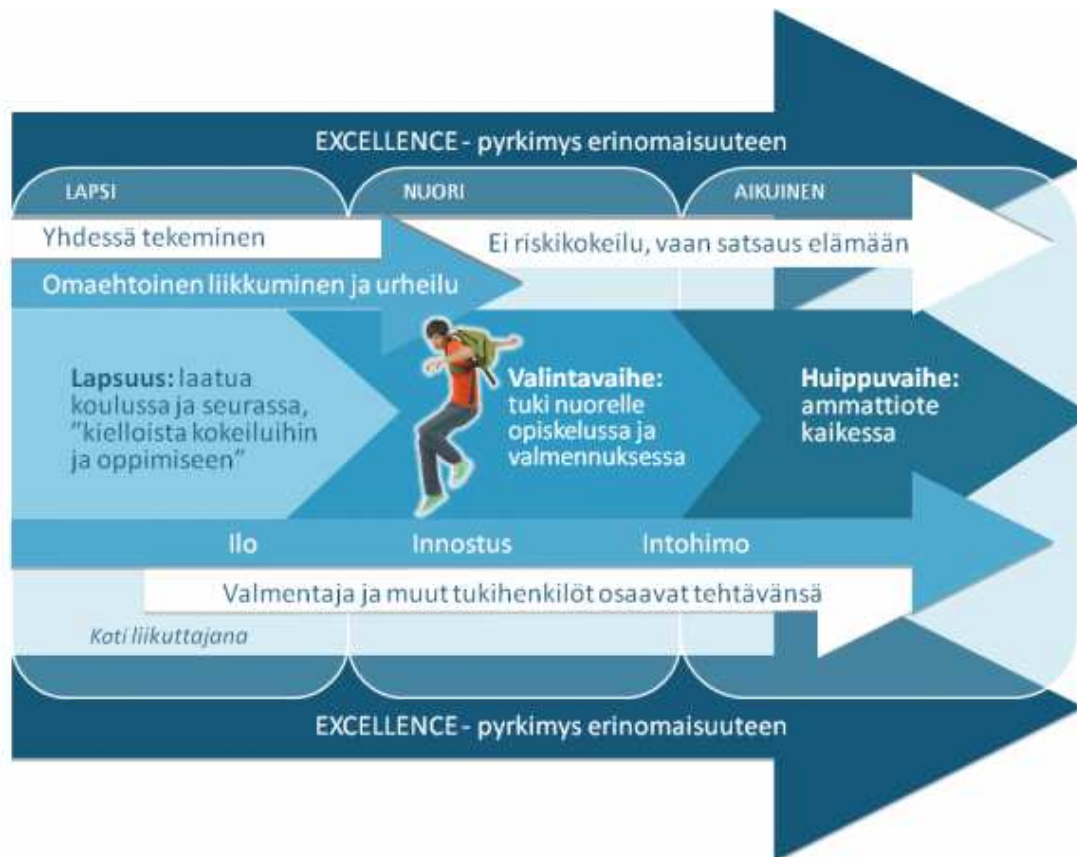 EXCELLENCE - pyrkimys erinomaisuuteen
LAPSI
NUORI
AIKUINEN
Yhdessä tekeminen
Ei riskikokeilu, vaan satsaus elämään
Omaehtoinen liikkuminen ja urheilu
Lapsuus: laatua
koulussa ja seurassa,
"kielloista kokeiluihin
ja oppimiseen"
Valintavaihe:
tuki nuorelle
opiskelussa ja
valmennuksessa
Huippuvaihe:
ammattiote
kaikessa
Ilo
Innostus
Intohimo
Valmentaja ja muut tukihenkilöt osaavat tehtävänsä
Koti liikuttajana
EXCELLENCE - pyrkimys erinomaisuuteen